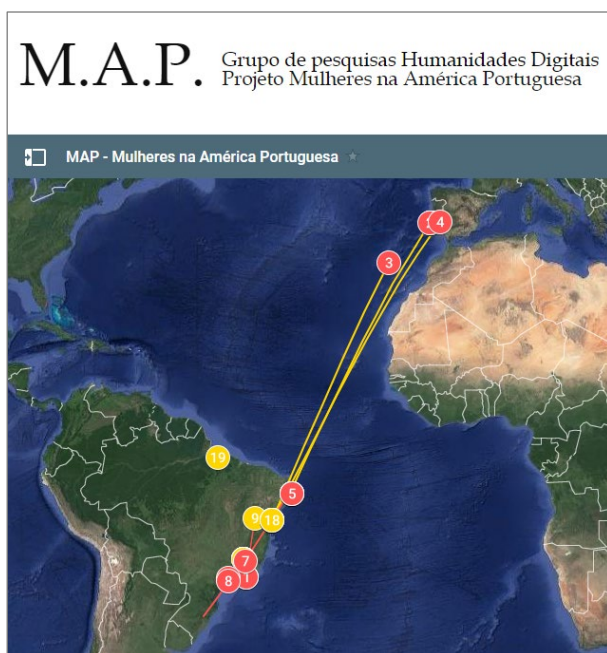 M.A.P.
Grupo de pesquisas Humanidades Digitais
Projeto Mulheres na América Portuguesa
MAP - Mulheres na América Portuguesa
4
3
19
5
9
18
7
8
1